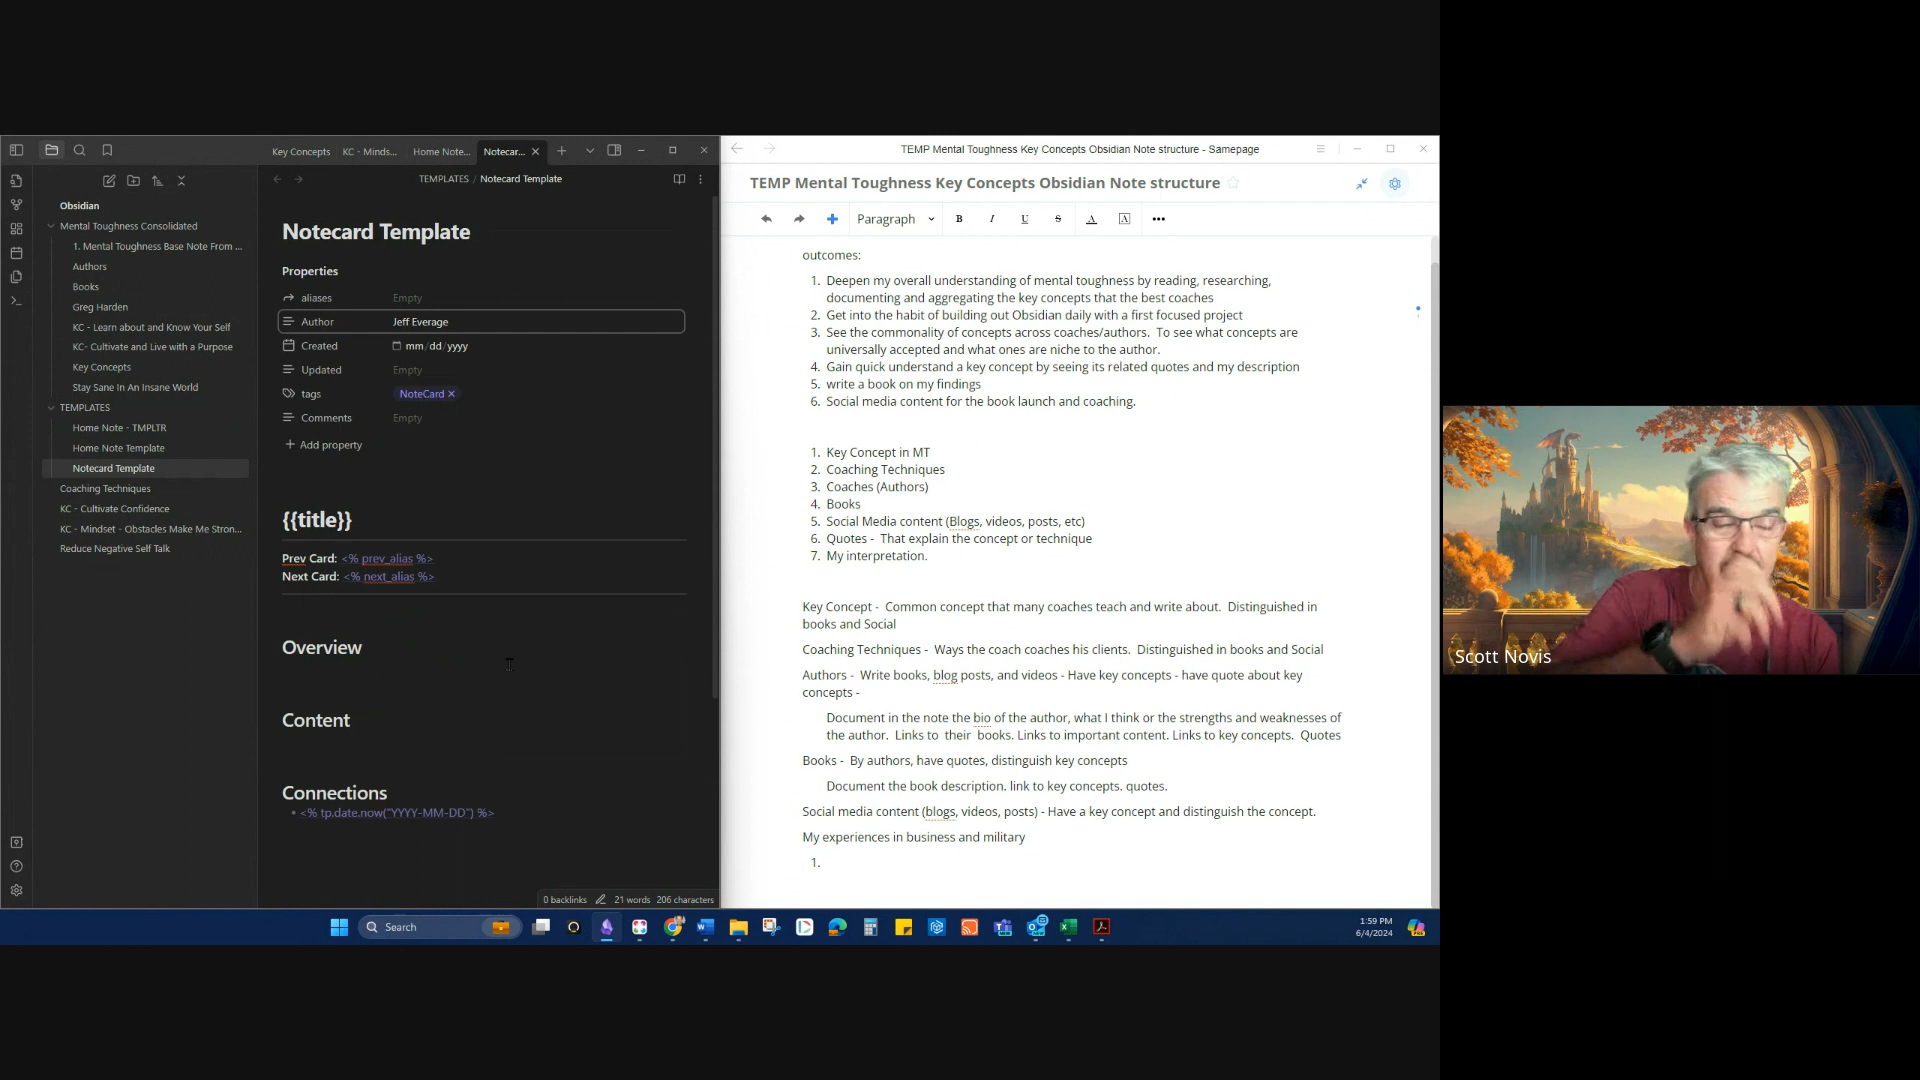 Key Concepts
KC - Minds...
Home Note...
Notecar...
TEMPLATES / Notecard Template
Obsidian
Mental Toughness Consolidated
1. Mental Toughness Base Note From ...
Authors
Books
Greg Harden
KC - Learn about and Know Your Self
KC- Cultivate and Live with a Purpose
Key Concepts
Stay Sane In An Insane World
TEMPLATES
Home Note - TMPLTR
Home Note Template
Notecard Template
Coaching Techniques
KC - Cultivate Confidence
KC - Mindset - Obstacles Make Me Stron...
Reduce Negative Self Talk
Notecard Template
Properties
aliases Empty
Author Jeff Everage
Created mm/dd/yyyy
Updated Empty
tags NoteCard
Comments Empty
+ Add property
{{title}}
Prev Card: <% prev_alias %>
Next Card: <% next_alias %>
Overview
Content
Connections
• <% tp.date.now("YYYY-MM-DD") %>
0 backlinks 21 words 206 characters
TEMP Mental Toughness Key Concepts Obsidian Note structure - Samepage
TEMP Mental Toughness Key Concepts Obsidian Note structure
Paragraph B I U S A A
outcomes:
1. Deepen my overall understanding of mental toughness by reading, researching,
documenting and aggregating the key concepts that the best coaches
2. Get into the habit of building out Obsidian daily with a first focused project
3. See the commonality of concepts across coaches/authors. To see what concepts are
universally accepted and what ones are niche to the author.
4. Gain quick understand a key concept by seeing its related quotes and my description
5. write a book on my findings
6. Social media content for the book launch and coaching.
1. Key Concept in MT
2. Coaching Techniques
3. Coaches (Authors)
4. Books
5. Social Media content (Blogs, videos, posts, etc)
6. Quotes - That explain the concept or technique
7. My interpretation.
Key Concept - Common concept that many coaches teach and write about. Distinguished in
books and Social
Coaching Techniques - Ways the coach coaches his clients. Distinguished in books and Social
Authors - Write books, blog posts, and videos - Have key concepts - have quote about key
concepts -
Document in the note the bio of the author, what I think or the strengths and weaknesses of
the author. Links to their books. Links to important content. Links to key concepts. Quotes
Books - By authors, have quotes, distinguish key concepts
Document the book description. link to key concepts. quotes.
Social media content (blogs, videos, posts) - Have a key concept and distinguish the concept.
My experiences in business and military
1.
Search
1:59 PM
6/4/2024
Scott Novis